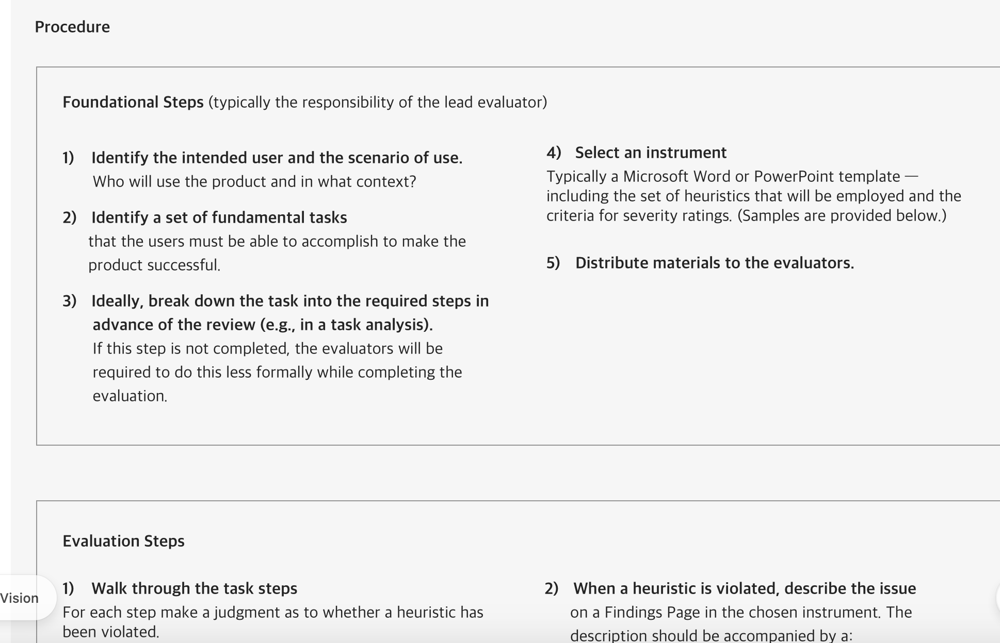 Procedure
Foundational Steps (typically the responsibility of the lead evaluator)
1) Identify the intended user and the scenario of use.
Who will use the product and in what context?
2) Identify a set of fundamental tasks
that the users must be able to accomplish to make the
product successful.
3) Ideally, break down the task into the required steps in
advance of the review (e.g., in a task analysis).
If this step is not completed, the evaluators will be
required to do this less formally while completing the
evaluation.
4) Select an instrument
Typically a Microsoft Word or PowerPoint template —
including the set of heuristics that will be employed and the
criteria for severity ratings. (Samples are provided below.)
5) Distribute materials to the evaluators.
Evaluation Steps
1) Walk through the task steps
For each step make a judgment as to whether a heuristic has
been violated.
2) When a heuristic is violated, describe the issue
on a Findings Page in the chosen instrument. The
description should be accompanied by a:
Vision